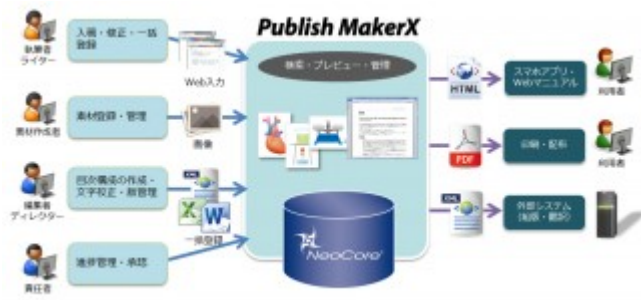 Publish MakerX
執筆者
ライター
入稿・修正・一括
登録
Web入力
検索・プレビュー・管理
HTML
スマホアプリ・
Webマニュアル
利用者
素材作成者
素材登録・管理
画像
PDF
印刷・配布
利用者
編集者
ディレクター
目次構成の作成・
文字校正・版管理
XML
一括登録
XML
外部システム
(組版・翻訳)
NeoCore
責任者
進捗管理・承認